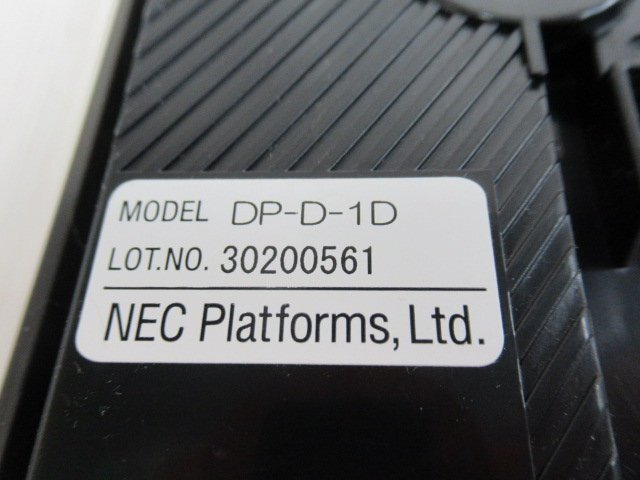 MODEL DP-D-1D
LOT.NO. 30200561
NEC Platforms, Ltd.